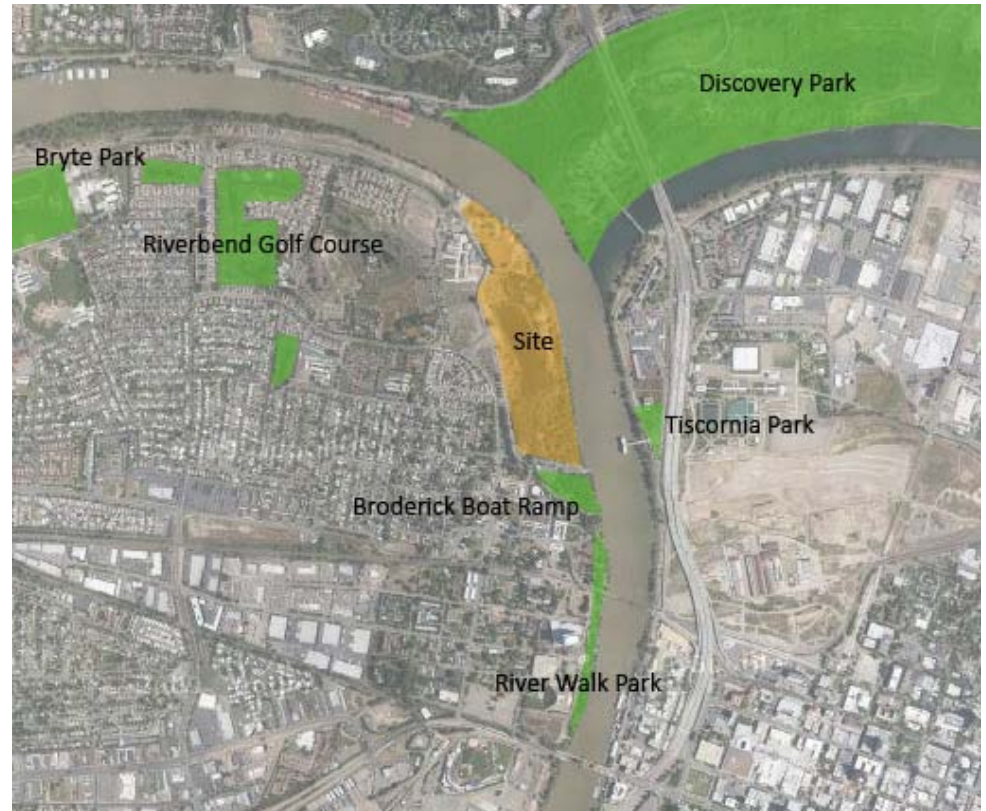 Discovery Park
Bryte Park
Riverbend Golf Course
Site
Tiscornia Park
Broderick Boat Ramp
River Walk Park